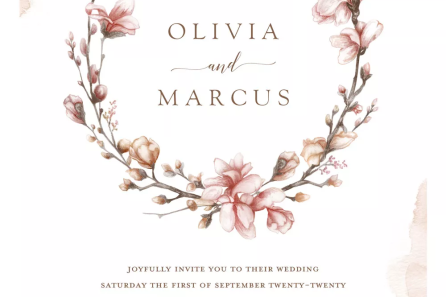 OLIVIA
and
MARCUS
JOYFULLY INVITE YOU TO THEIR WEDDING
SATURDAY THE FIRST OF SEPTEMBER TWENTY-TWENTY